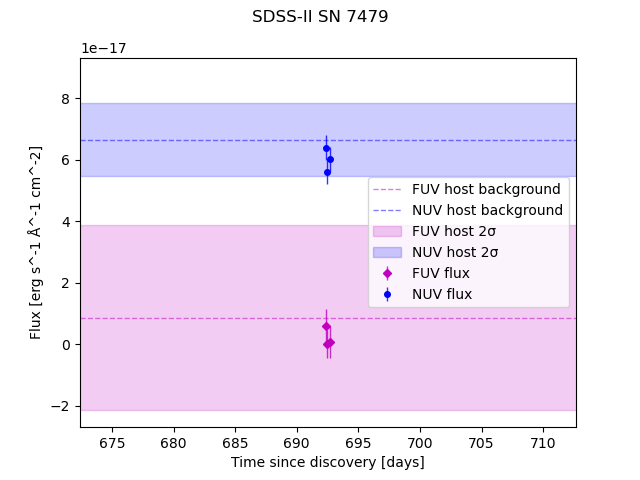 SDSS-II SN 7479
1e−17
8
6
4
2
0
−2
Flux [erg s^-1 Å^-1 cm^-2]
FUV host background
NUV host background
FUV host 2σ
NUV host 2σ
FUV flux
NUV flux
675 680 685 690 695 700 705 710
Time since discovery [days]